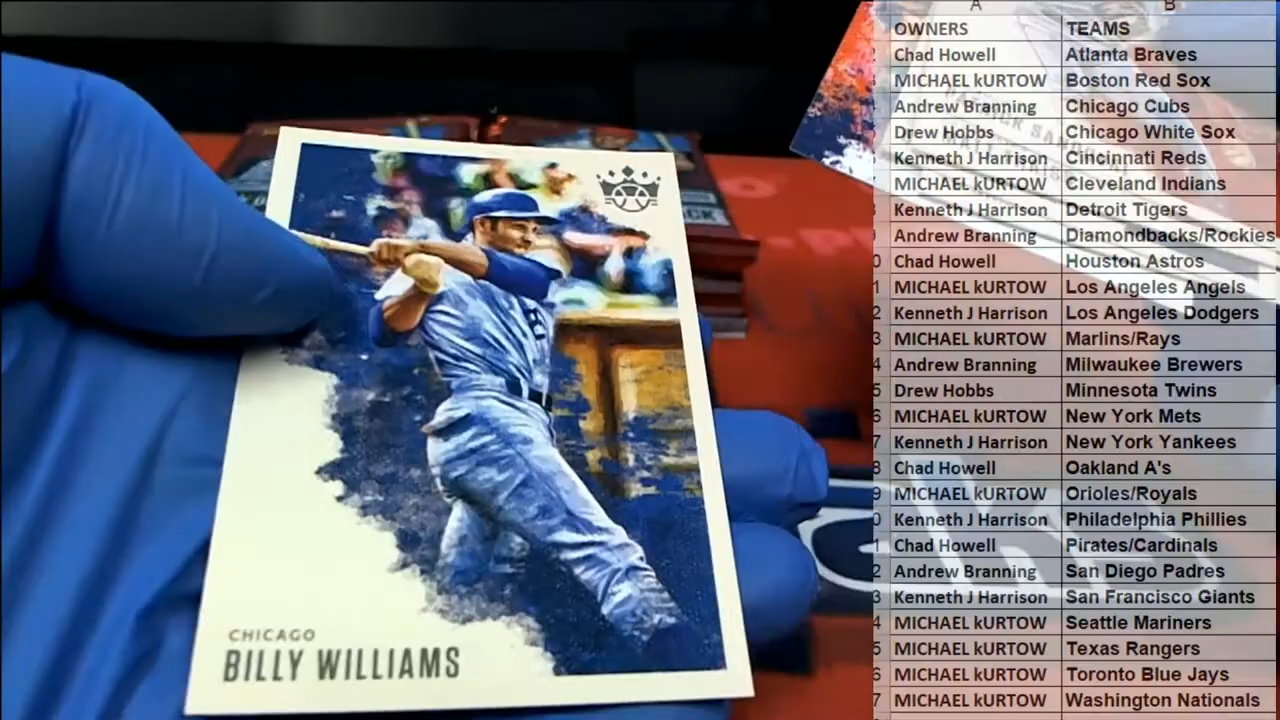 CHICAGO
BILLY WILLIAMS
A B
OWNERS TEAMS
Chad Howell Atlanta Braves
MICHAEL kURTOW Boston Red Sox
Andrew Branning Chicago Cubs
Drew Hobbs Chicago White Sox
Kenneth J Harrison Cincinnati Reds
MICHAEL kURTOW Cleveland Indians
Kenneth J Harrison Detroit Tigers
Andrew Branning Diamondbacks/Rockies
Chad Howell Houston Astros
MICHAEL kURTOW Los Angeles Angels
Kenneth J Harrison Los Angeles Dodgers
MICHAEL kURTOW Marlins/Rays
Andrew Branning Milwaukee Brewers
Drew Hobbs Minnesota Twins
MICHAEL kURTOW New York Mets
Kenneth J Harrison New York Yankees
Chad Howell Oakland A's
MICHAEL kURTOW Orioles/Royals
Kenneth J Harrison Philadelphia Phillies
Chad Howell Pirates/Cardinals
Andrew Branning San Diego Padres
Kenneth J Harrison San Francisco Giants
MICHAEL kURTOW Seattle Mariners
MICHAEL kURTOW Texas Rangers
MICHAEL kURTOW Toronto Blue Jays
MICHAEL kURTOW Washington Nationals